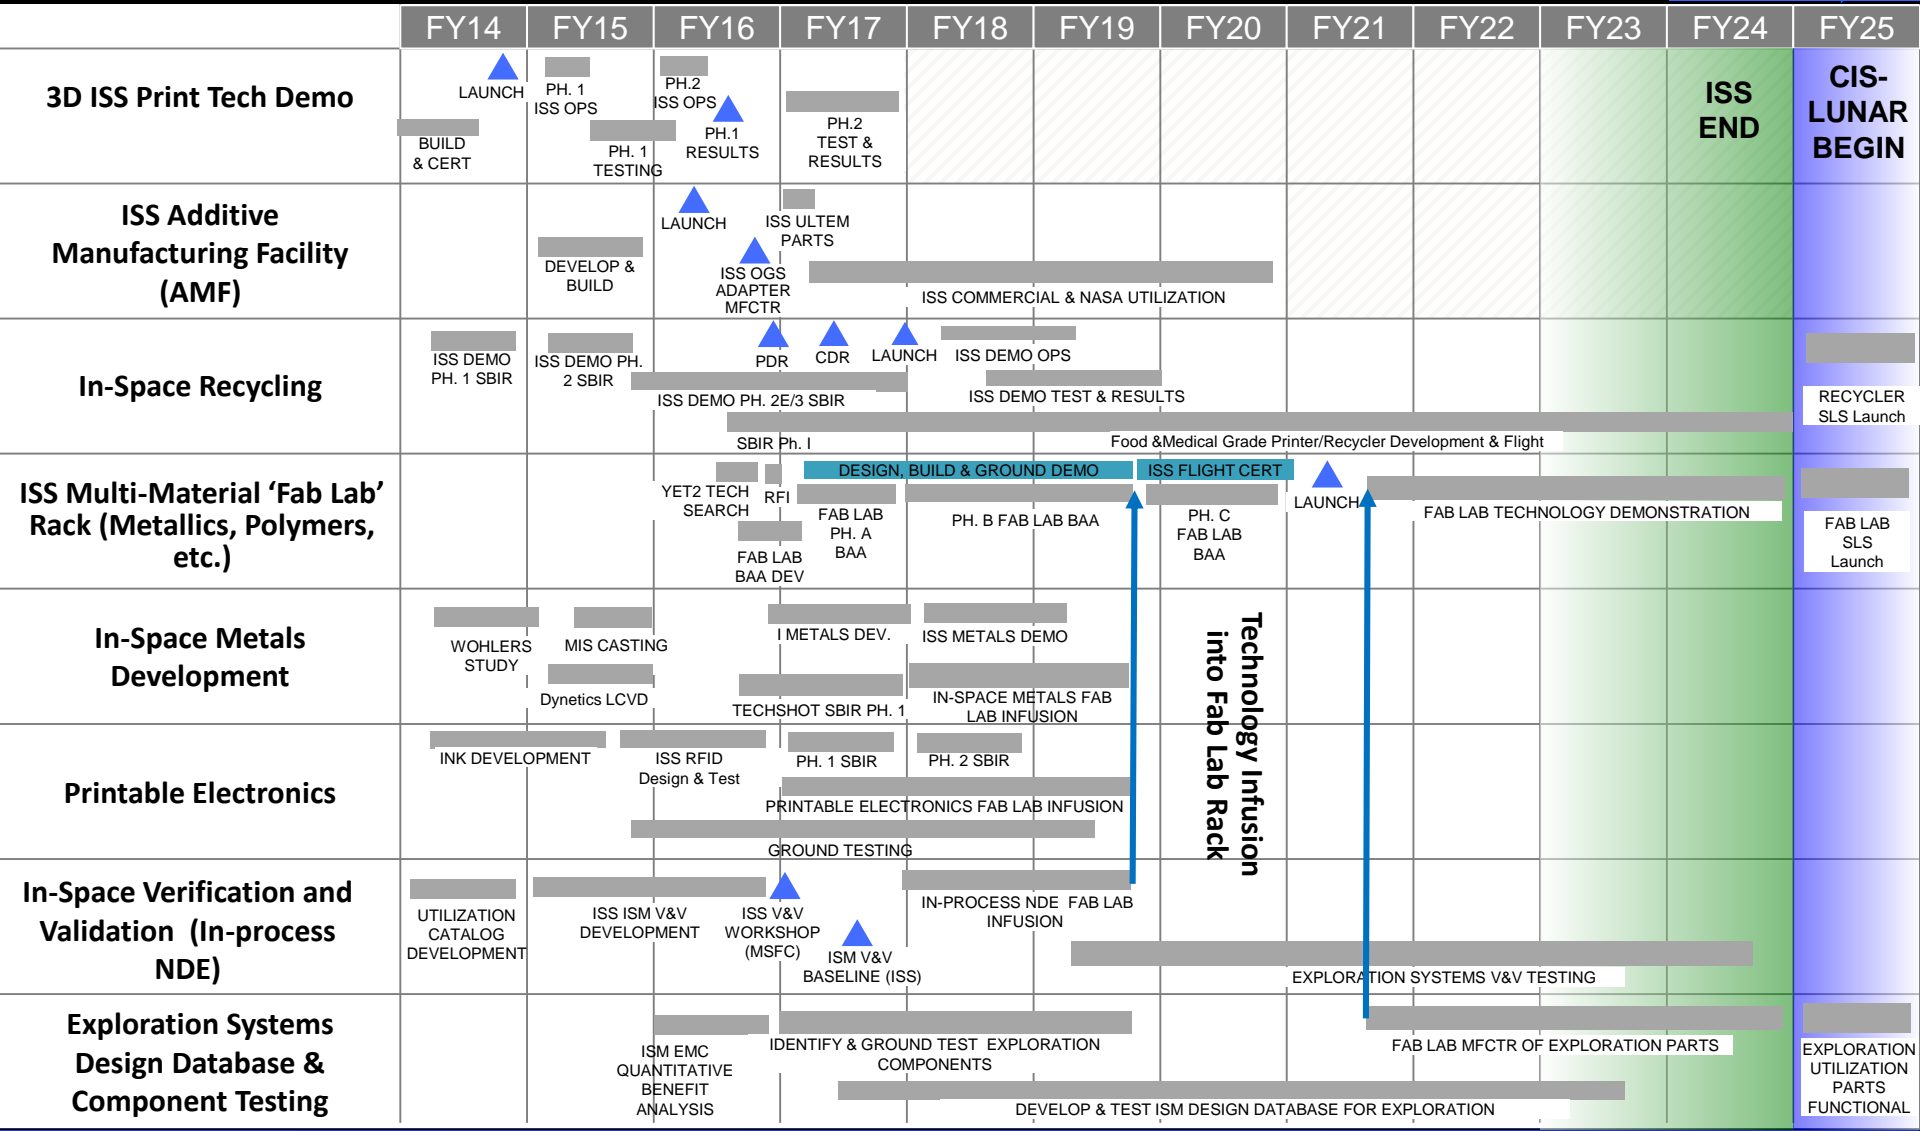 FY14 FY15 FY16 FY17 FY18 FY19 FY20 FY21 FY22 FY23 FY24 FY25
3D ISS Print Tech Demo
LAUNCH
BUILD
& CERT
PH. 1
ISS OPS
PH. 1
TESTING
PH.2
ISS OPS
PH.1
RESULTS
PH.2
TEST &
RESULTS
ISS
END
CIS-
LUNAR
BEGIN
ISS Additive
Manufacturing Facility
(AMF)
DEVELOP &
BUILD
LAUNCH
ISS OGS
ADAPTER
MFCTR
ISS ULTEM
PARTS
ISS COMMERCIAL & NASA UTILIZATION
In-Space Recycling
ISS DEMO
PH. 1 SBIR
ISS DEMO PH.
2 SBIR
PDR
CDR
LAUNCH
ISS DEMO OPS
ISS DEMO PH. 2E/3 SBIR
ISS DEMO TEST & RESULTS
SBIR Ph. I
Food &Medical Grade Printer/Recycler Development & Flight
RECYCLER
SLS Launch
ISS Multi-Material ‘Fab Lab’
Rack (Metallics, Polymers,
etc.)
YET2 TECH
SEARCH
RFI
FAB LAB
BAA DEV
DESIGN, BUILD & GROUND DEMO
FAB LAB
PH. A
BAA
PH. B FAB LAB BAA
ISS FLIGHT CERT
PH. C
FAB LAB
BAA
LAUNCH
FAB LAB TECHNOLOGY DEMONSTRATION
FAB LAB
SLS
Launch
In-Space Metals
Development
WOHLERS
STUDY
MIS CASTING
Dynetics LCVD
I METALS DEV.
TECHSHOT SBIR PH. 1
ISS METALS DEMO
IN-SPACE METALS FAB
LAB INFUSION
Technology Infusion
into Fab Lab Rack
Printable Electronics
INK DEVELOPMENT
ISS RFID
Design & Test
PH. 1 SBIR
PH. 2 SBIR
PRINTABLE ELECTRONICS FAB LAB INFUSION
GROUND TESTING
In-Space Verification and
Validation (In-process
NDE)
UTILIZATION
CATALOG
DEVELOPMENT
ISS ISM V&V
DEVELOPMENT
ISS V&V
WORKSHOP
(MSFC)
ISM V&V
BASELINE (ISS)
IN-PROCESS NDE FAB LAB
INFUSION
EXPLORATION SYSTEMS V&V TESTING
Exploration Systems
Design Database &
Component Testing
ISM EMC
QUANTITATIVE
BENEFIT
ANALYSIS
IDENTIFY & GROUND TEST EXPLORATION
COMPONENTS
DEVELOP & TEST ISM DESIGN DATABASE FOR EXPLORATION
FAB LAB MFCTR OF EXPLORATION PARTS
EXPLORATION
UTILIZATION
PARTS
FUNCTIONAL